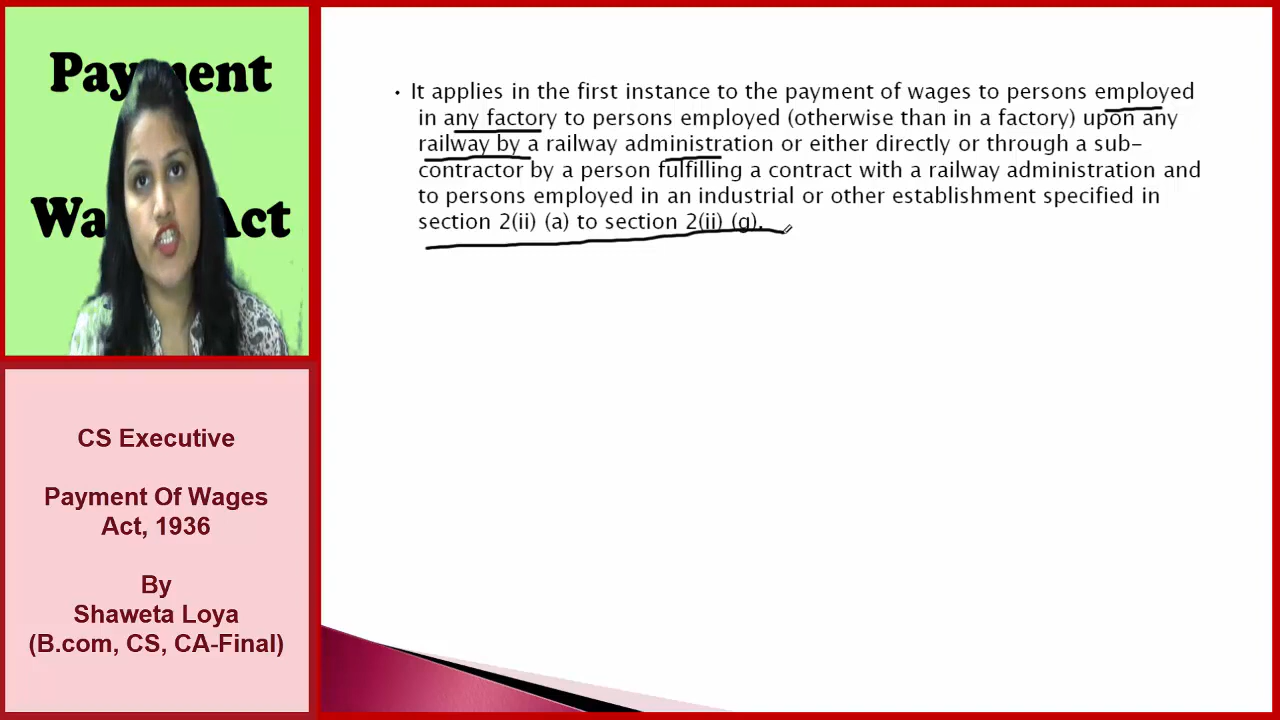 Payment
Wages Act
CS Executive
Payment Of Wages
Act, 1936
By
Shaweta Loya
(B.com, CS, CA-Final)
• It applies in the first instance to the payment of wages to persons employed
in any factory to persons employed (otherwise than in a factory) upon any
railway by a railway administration or either directly or through a sub-
contractor by a person fulfilling a contract with a railway administration and
to persons employed in an industrial or other establishment specified in
section 2(ii) (a) to section 2(ii) (g).